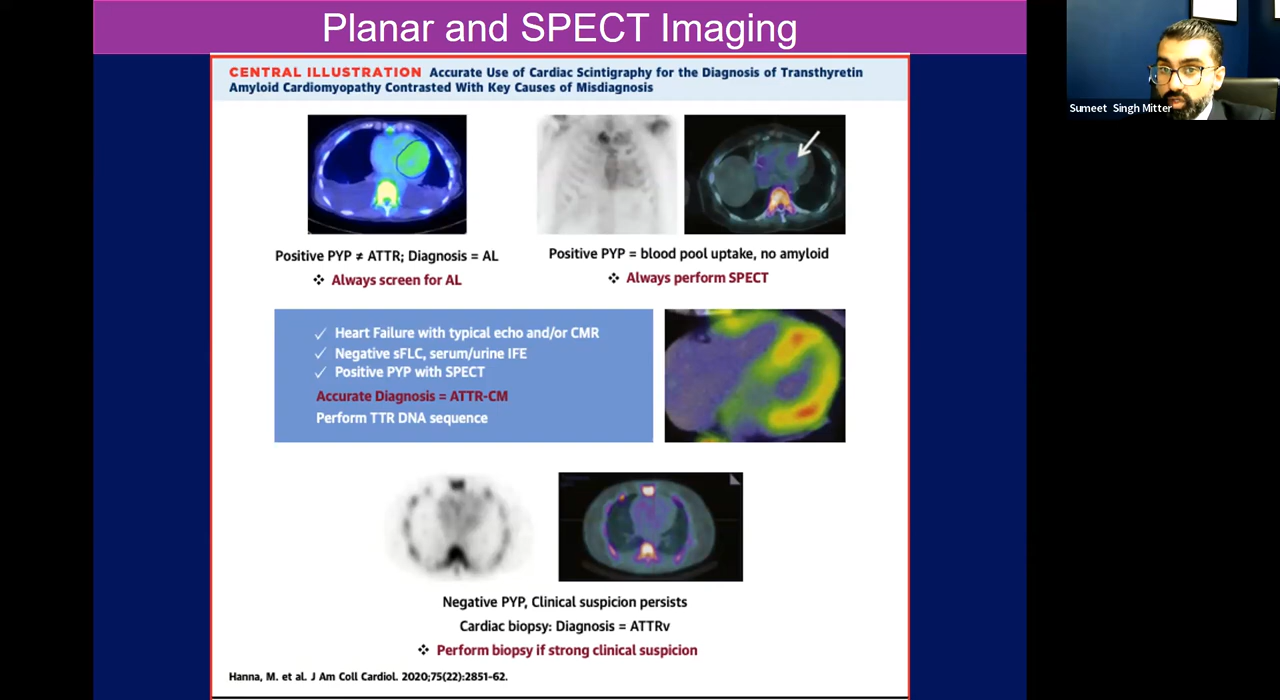 Planar and SPECT Imaging
Sumeet Singh Mitter
CENTRAL ILLUSTRATION Accurate Use of Cardiac Scintigraphy for the Diagnosis of Transthyretin
Amyloid Cardiomyopathy Contrasted With Key Causes of Misdiagnosis
Positive PYP ≠ ATTR; Diagnosis = AL
❖ Always screen for AL
Positive PYP = blood pool uptake, no amyloid
❖ Always perform SPECT
✓ Heart Failure with typical echo and/or CMR
✓ Negative sFLC, serum/urine IFE
✓ Positive PYP with SPECT
Accurate Diagnosis = ATTR-CM
Perform TTR DNA sequence
Negative PYP, Clinical suspicion persists
Cardiac biopsy: Diagnosis = ATTRv
❖ Perform biopsy if strong clinical suspicion
Hanna, M. et al. J Am Coll Cardiol. 2020;75(22):2851-62.